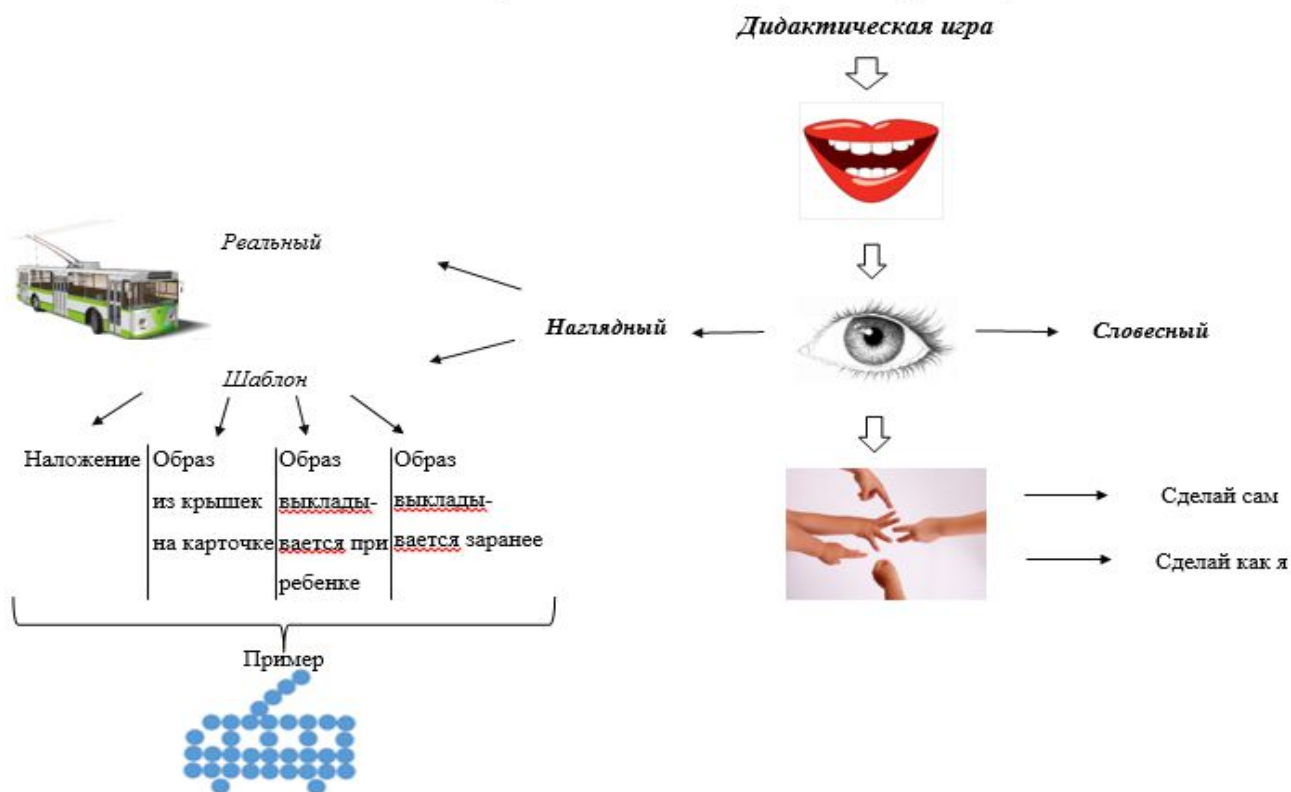 Дидактическая игра
Реальный
Наглядный
Словесный
Шаблон
Наложение
Образ
из крышек
на карточке
Образ
выклады-
вается при
ребенке
Образ
выклады-
вается заранее
Сделай сам
Сделай как я
Пример